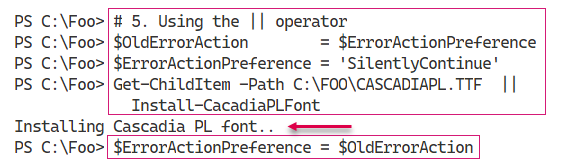 PS C:\Foo> # 5. Using the || operator
PS C:\Foo> $OldErrorAction        = $ErrorActionPreference
PS C:\Foo> $ErrorActionPreference = 'SilentlyContinue'
PS C:\Foo> Get-ChildItem -Path C:\FOO\CASCADIAPL.TTF  ||
Install-CacadiaPLFont
Installing Cascadia PL font..
PS C:\Foo> $ErrorActionPreference = $OldErrorAction